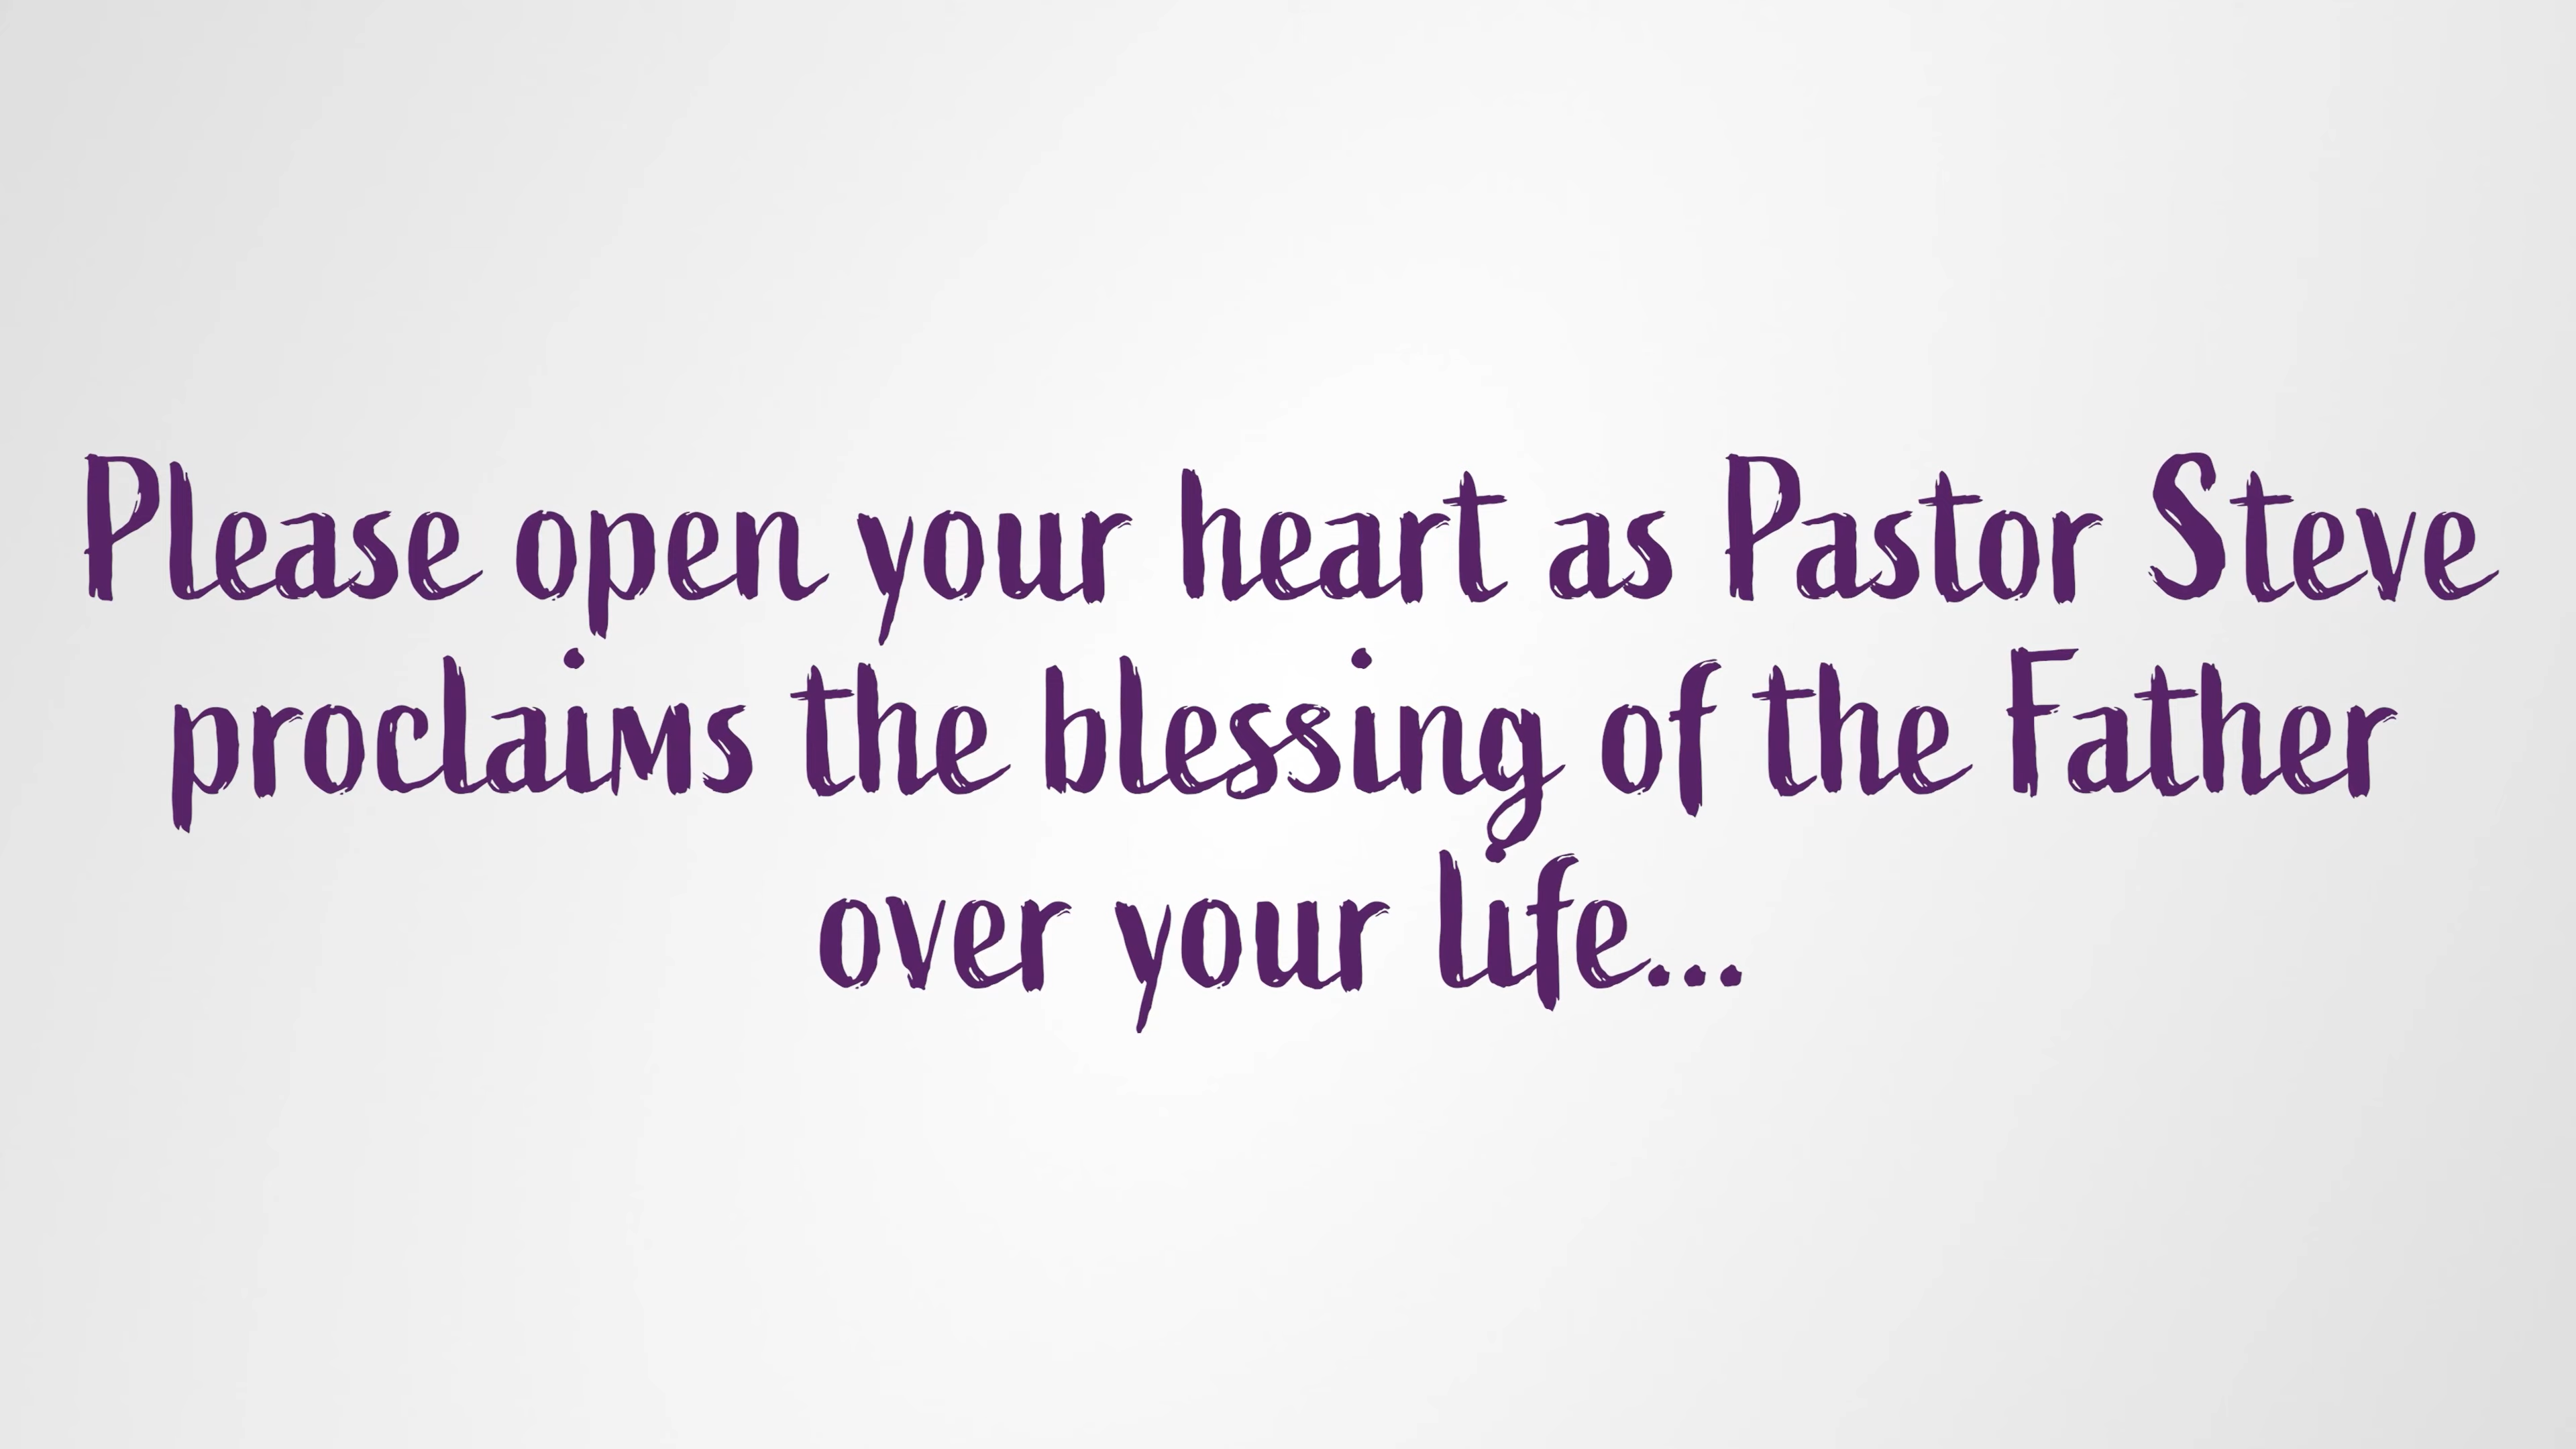 Please open your heart as Pastor Steve
proclaims the blessing of the Father
over your life...